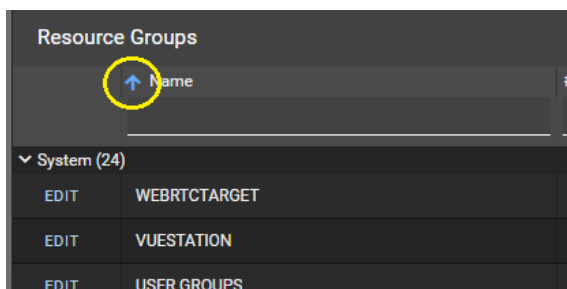 Resource Groups
Name
System (24)
EDIT WEBRTCTARGET
EDIT VUESTATION
EDIT USER GROUPS